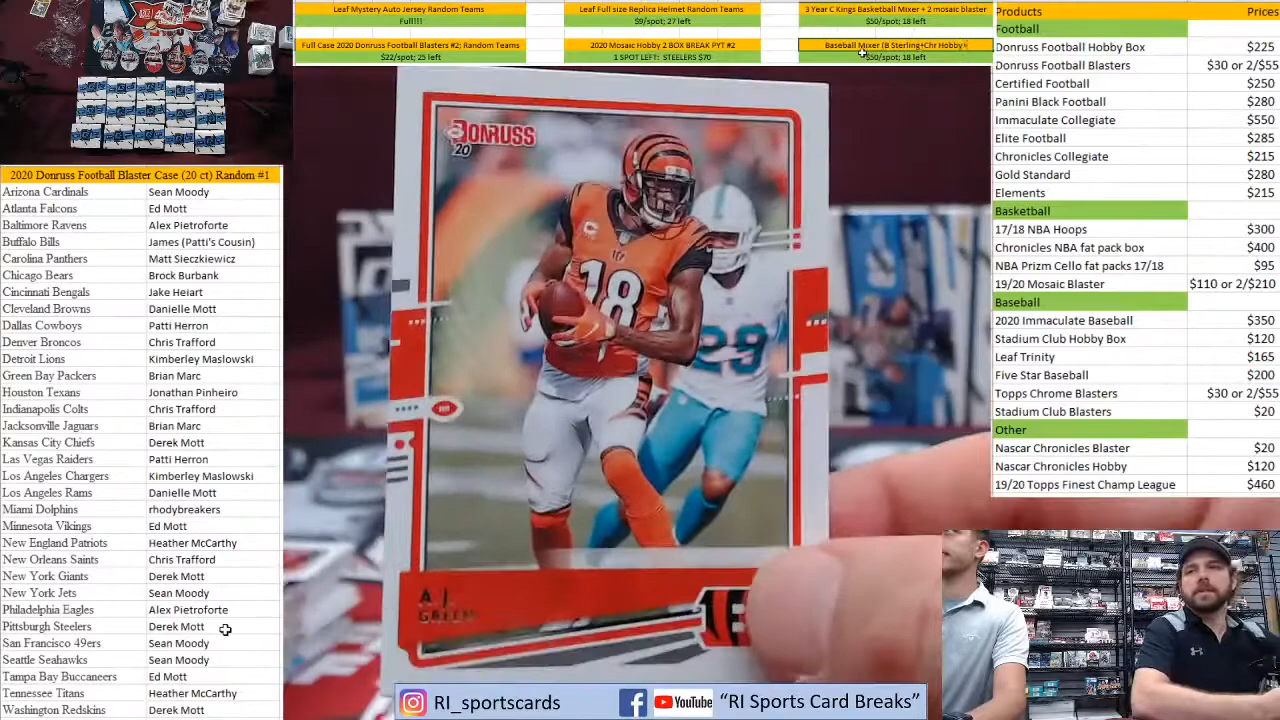 Leaf Mystery Auto Jersey Random Teams
Full!!!
Leaf Full size Replica Helmet Random Teams
$9/spot; 27 left
3 Year C Kings Basketball Mixer + 2 mosaic blaster
$50/spot; 18 left
Full Case 2020 Donruss Football Blasters #2; Random Teams
$22/spot; 25 left
2020 Mosaic Hobby 2 BOX BREAK PYT #2
1 SPOT LEFT: STEELERS $70
Baseball Mixer (B Sterling+Chr Hobby+
$50/spot; 18 left
Products Prices
Football
Donruss Football Hobby Box $225
Donruss Football Blasters $30 or 2/$55
Certified Football $250
Panini Black Football $280
Immaculate Collegiate $550
Elite Football $285
Chronicles Collegiate $215
Gold Standard $280
Elements $215
Basketball
17/18 NBA Hoops $300
Chronicles NBA fat pack box $400
NBA Prizm Cello fat packs 17/18 $95
19/20 Mosaic Blaster $110 or 2/$210
Baseball
2020 Immaculate Baseball $350
Stadium Club Hobby Box $120
Leaf Trinity $165
Five Star Baseball $200
Topps Chrome Blasters $30 or 2/$55
Stadium Club Blasters $20
Other
Nascar Chronicles Blaster $20
Nascar Chronicles Hobby $120
19/20 Topps Finest Champ League $460
2020 Donruss Football Blaster Case (20 ct) Random #1
Arizona Cardinals Sean Moody
Atlanta Falcons Ed Mott
Baltimore Ravens Alex Pietroforte
Buffalo Bills James (Patti's Cousin)
Carolina Panthers Matt Sieczkiewicz
Chicago Bears Brock Burbank
Cincinnati Bengals Jake Heiart
Cleveland Browns Danielle Mott
Dallas Cowboys Patti Herron
Denver Broncos Chris Trafford
Detroit Lions Kimberley Maslowski
Green Bay Packers Brian Marc
Houston Texans Jonathan Pinheiro
Indianapolis Colts Chris Trafford
Jacksonville Jaguars Brian Marc
Kansas City Chiefs Derek Mott
Las Vegas Raiders Patti Herron
Los Angeles Chargers Kimberley Maslowski
Los Angeles Rams Danielle Mott
Miami Dolphins rhodybreakers
Minnesota Vikings Ed Mott
New England Patriots Heather McCarthy
New Orleans Saints Chris Trafford
New York Giants Derek Mott
New York Jets Sean Moody
Philadelphia Eagles Alex Pietroforte
Pittsburgh Steelers Derek Mott
San Francisco 49ers Sean Moody
Seattle Seahawks Sean Moody
Tampa Bay Buccaneers Ed Mott
Tennessee Titans Heather McCarthy
Washington Redskins Derek Mott
DONRUSS
20
18
29
A.J.
GREEN
RI_sportscards
YouTube
"RI Sports Card Breaks"